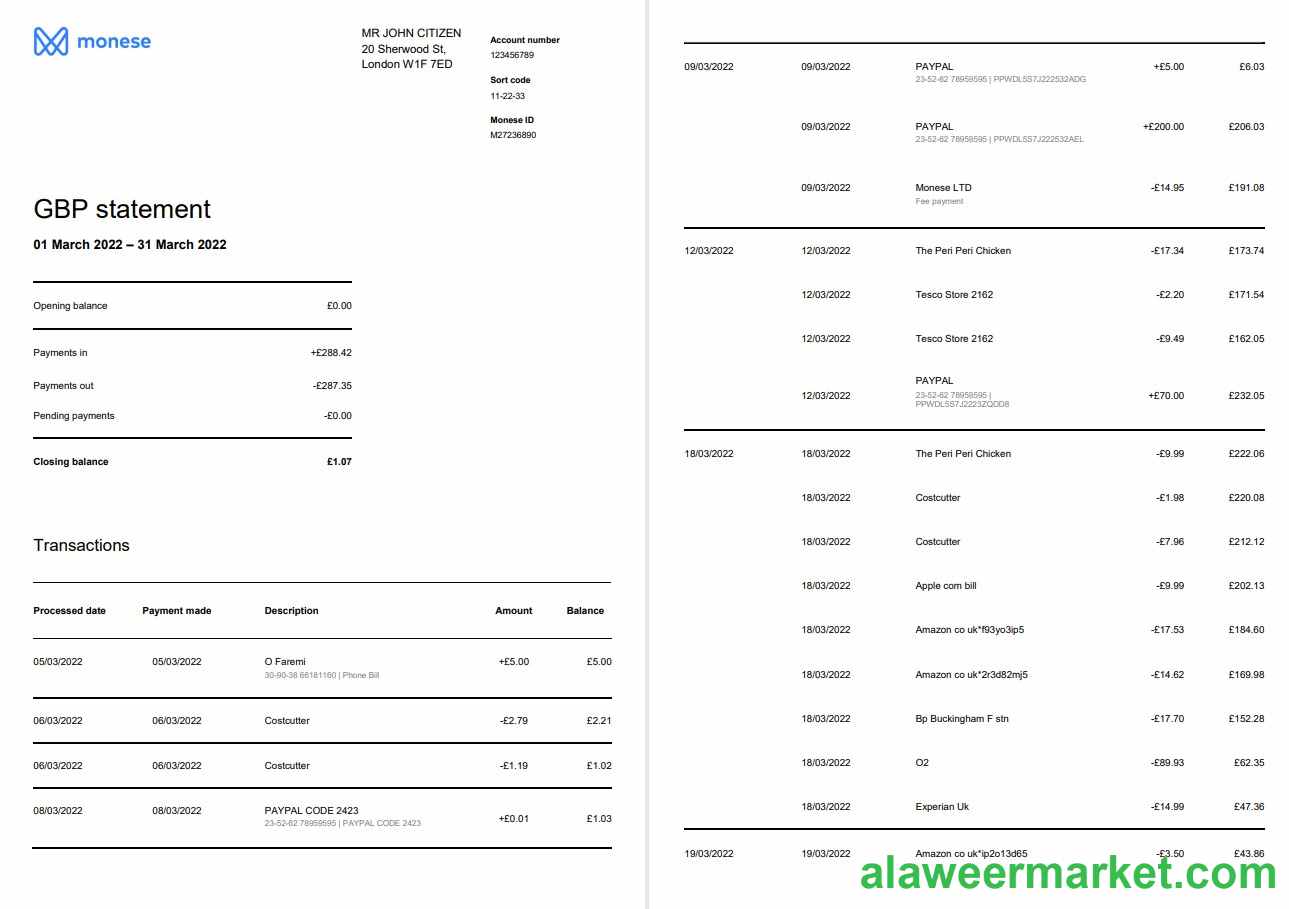 monese
MR JOHN CITIZEN
20 Sherwood St,
London W1F 7ED
Account number
123456789
Sort code
11-22-33
Monese ID
M27236890
GBP statement
01 March 2022 – 31 March 2022
Opening balance £0.00
Payments in +£288.42
Payments out -£287.35
Pending payments -£0.00
Closing balance £1.07
Transactions
Processed date Payment made Description Amount Balance
05/03/2022 05/03/2022 O Faremi +£5.00 £5.00
30-90-38 66181160 | Phone Bill
06/03/2022 06/03/2022 Costcutter -£2.79 £2.21
06/03/2022 06/03/2022 Costcutter -£1.19 £1.02
08/03/2022 08/03/2022 PAYPAL CODE 2423 +£0.01 £1.03
23-52-62 78959595 | PAYPAL CODE 2423
09/03/2022 09/03/2022 PAYPAL +£5.00 £6.03
23-52-62 78959595 | PPWDL5S7J222532ADG
09/03/2022 PAYPAL +£200.00 £206.03
23-52-62 78959595 | PPWDL5S7J222532AEL
09/03/2022 Monese LTD -£14.95 £191.08
Fee payment
12/03/2022 12/03/2022 The Peri Peri Chicken -£17.34 £173.74
12/03/2022 Tesco Store 2162 -£2.20 £171.54
12/03/2022 Tesco Store 2162 -£9.49 £162.05
PAYPAL
12/03/2022 23-52-62 78959595 | +£70.00 £232.05
PPWDL5S7J2223ZQDD8
18/03/2022 18/03/2022 The Peri Peri Chicken -£9.99 £222.06
18/03/2022 Costcutter -£1.98 £220.08
18/03/2022 Costcutter -£7.96 £212.12
18/03/2022 Apple com bill -£9.99 £202.13
18/03/2022 Amazon co uk*f93yo3ip5 -£17.53 £184.60
18/03/2022 Amazon co uk*2r3d82mj5 -£14.62 £169.98
18/03/2022 Bp Buckingham F stn -£17.70 £152.28
18/03/2022 O2 -£89.93 £62.35
18/03/2022 Experian Uk -£14.99 £47.36
19/03/2022 19/03/2022 Amazon co uk*ip2o13d65 -£3.50 £43.86
alaweermarket.com